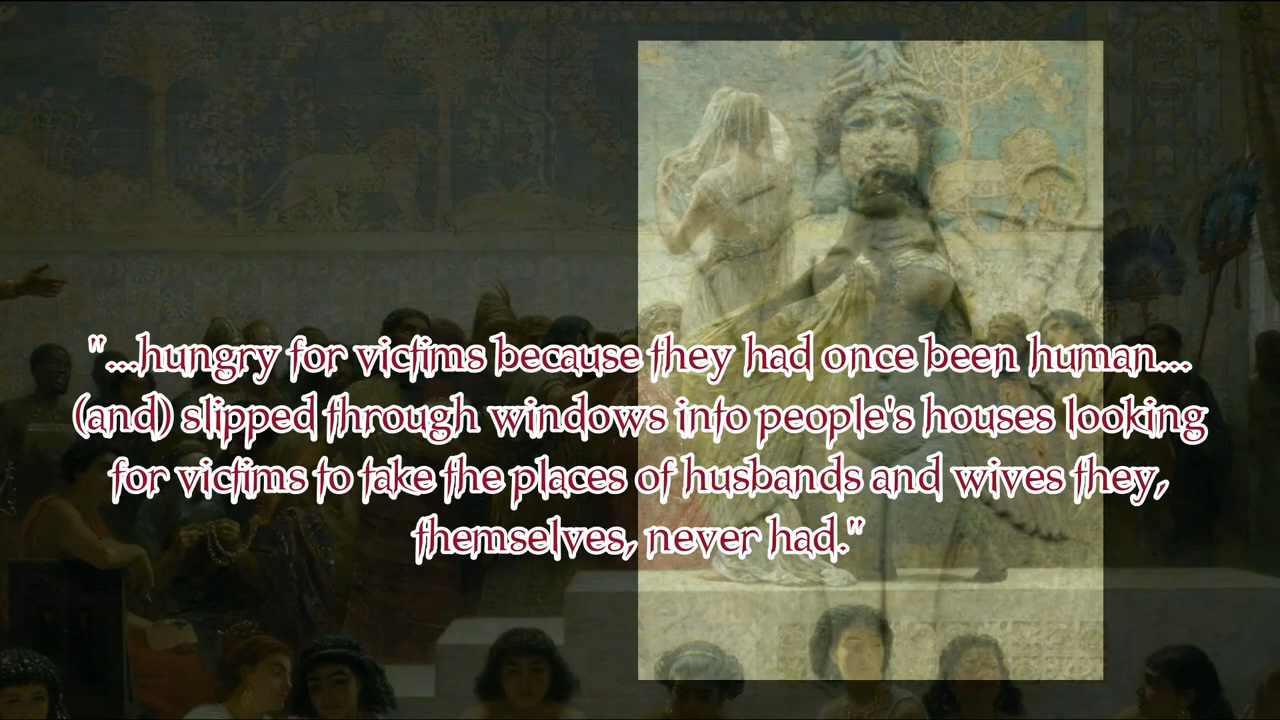 "...hungry for victims because they had once been human...
(and) slipped through windows into people's houses looking
for victims to take the places of husbands and wives they,
themselves, never had."